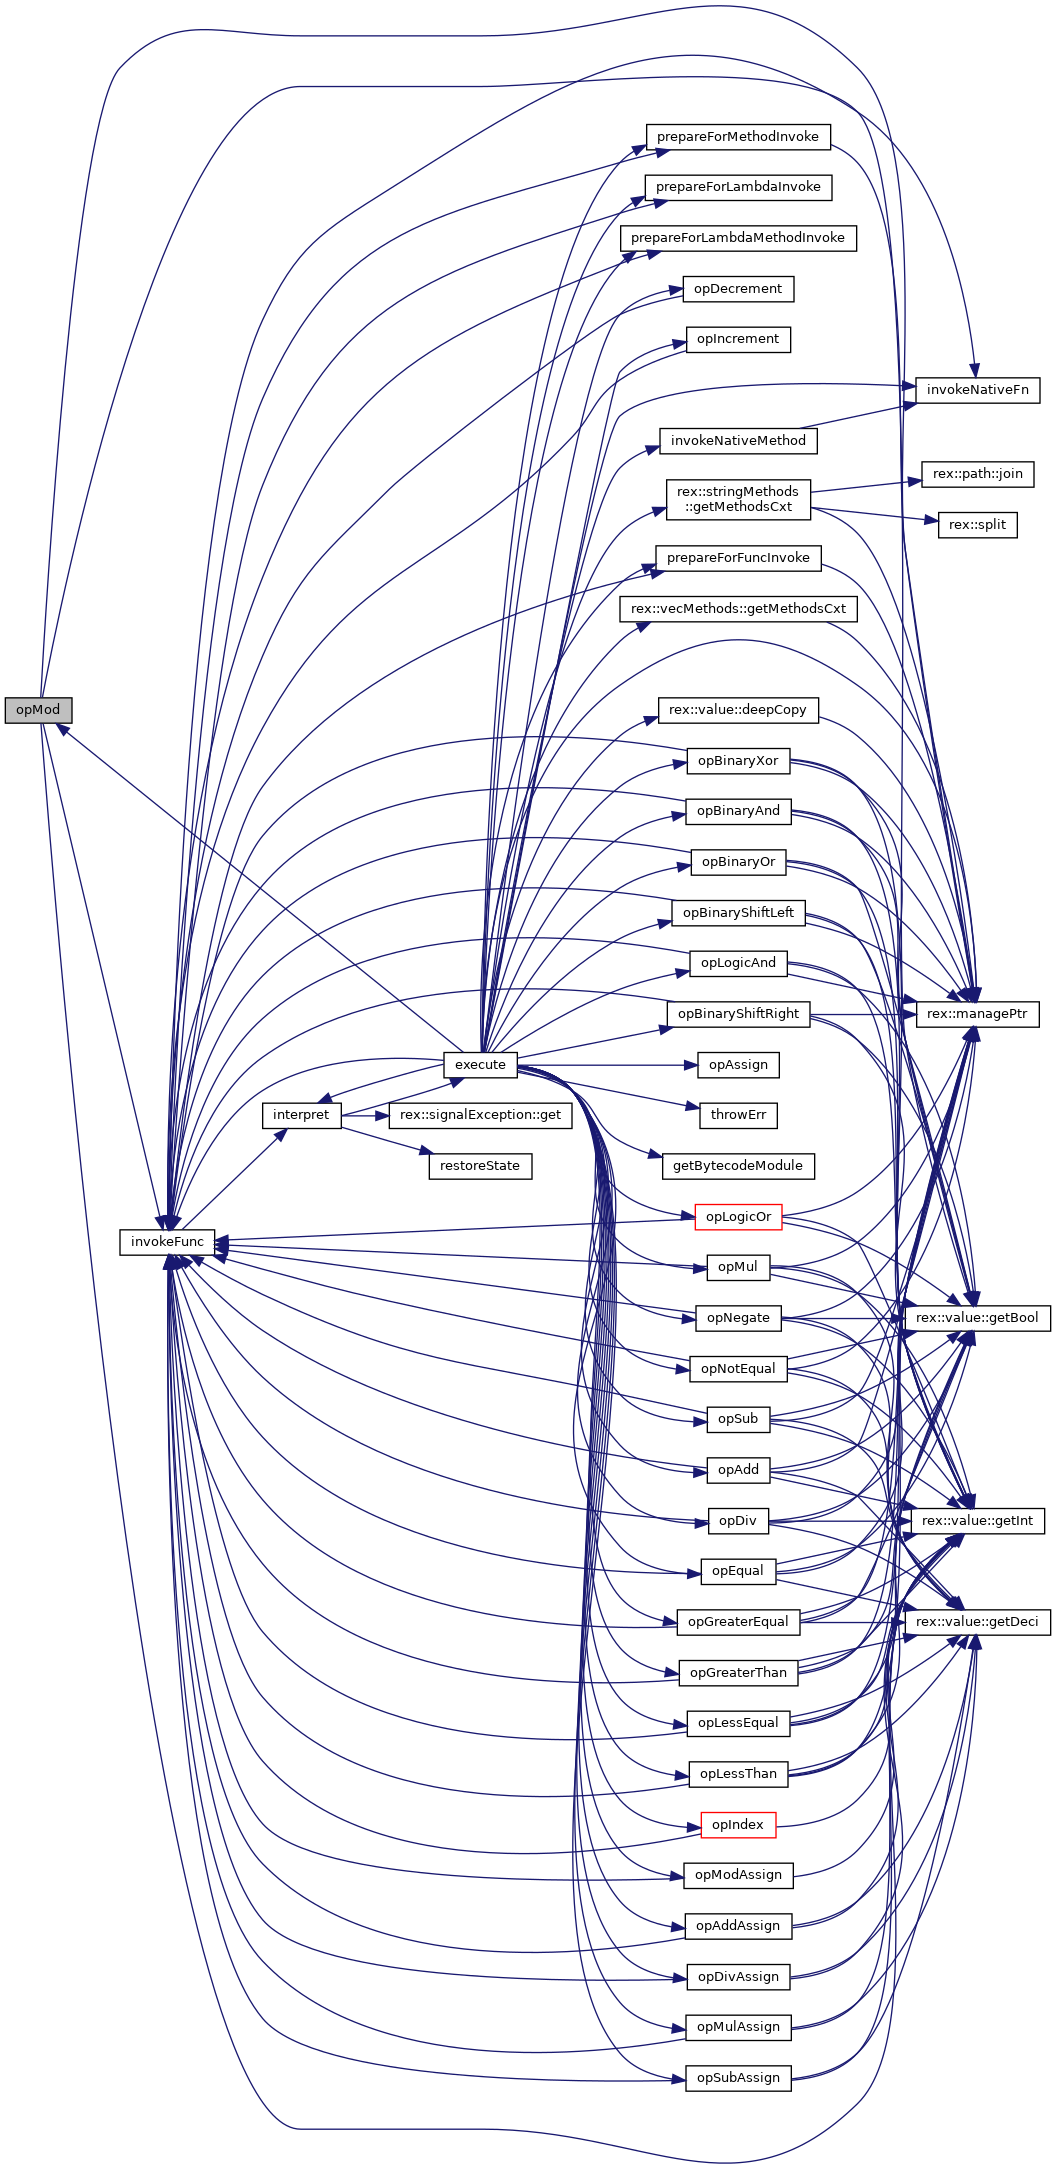 prepareForMethodInvoke
prepareForLambdaInvoke
prepareForLambdaMethodInvoke
opDecrement
opIncrement
invokeNativeFn
invokeNativeMethod
rex::path::join
rex::stringMethods
::getMethodsCxt
rex::split
prepareForFuncInvoke
rex::vecMethods::getMethodsCxt
opMod
rex::value::deepCopy
opBinaryXor
opBinaryAnd
opBinaryOr
opBinaryShiftLeft
opLogicAnd
opBinaryShiftRight
rex::managePtr
execute
opAssign
interpret
rex::signalException::get
throwErr
restoreState
getBytecodeModule
opLogicOr
invokeFunc
opMul
opNegate
rex::value::getBool
opNotEqual
opSub
opAdd
opDiv
rex::value::getInt
opEqual
opGreaterEqual
rex::value::getDeci
opGreaterThan
opLessEqual
opLessThan
opIndex
opModAssign
opAddAssign
opDivAssign
opMulAssign
opSubAssign